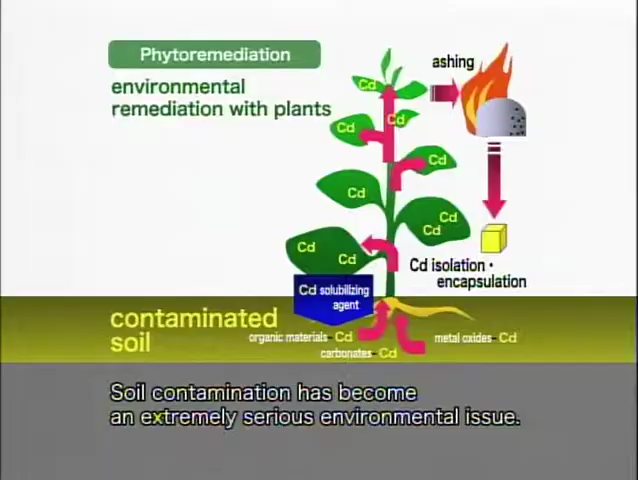 Phytoremediation
environmental
remediation with plants
ashing
Cd
Cd
Cd
Cd
Cd
Cd
Cd
Cd
Cd
Cd isolation・
encapsulation
Cd solubilizing
agent
contaminated
soil
organic materials-Cd
carbonates-Cd
metal oxides-Cd
Soil contamination has become
an extremely serious environmental issue.